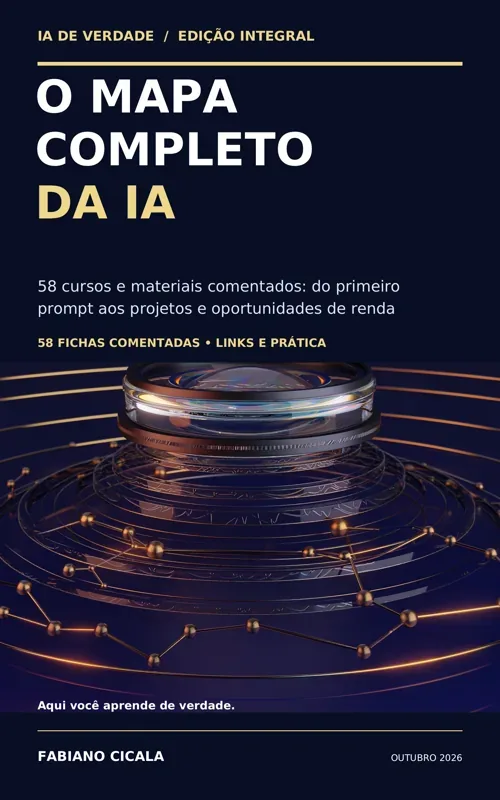 IA DE VERDADE / EDIÇÃO INTEGRAL
O MAPA
COMPLETO
DA IA
58 cursos e materiais comentados: do primeiro
prompt aos projetos e oportunidades de renda
58 FICHAS COMENTADAS • LINKS E PRÁTICA
Aqui você aprende de verdade.
FABIANO CICALA
OUTUBRO 2026